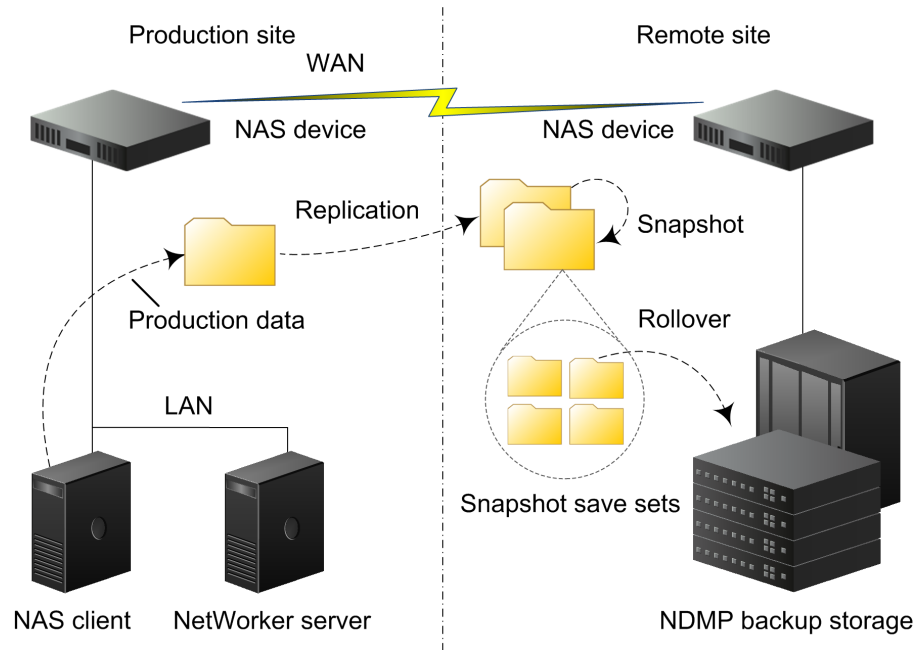 Production site
Remote site
WAN
NAS device
NAS device
Replication
Snapshot
Production data
Rollover
LAN
Snapshot save sets
NAS client
NetWorker server
NDMP backup storage